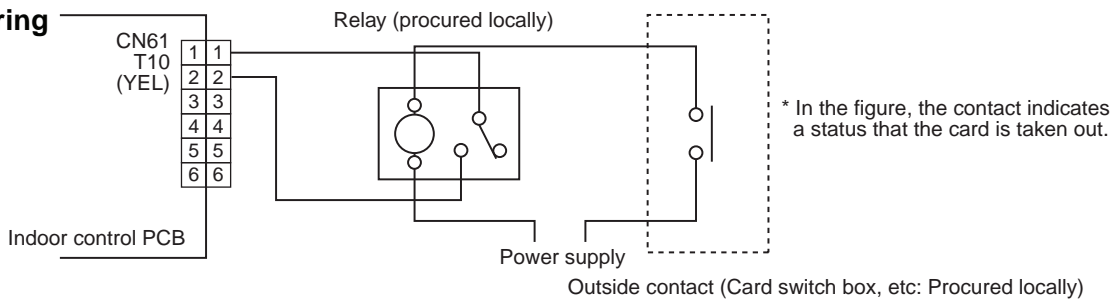 ring
Relay (procured locally)
CN61
T10
(YEL)
1 1
2 2
3 3
4 4
5 5
6 6
* In the figure, the contact indicates
a status that the card is taken out.
Indoor control PCB
Power supply
Outside contact (Card switch box, etc: Procured locally)